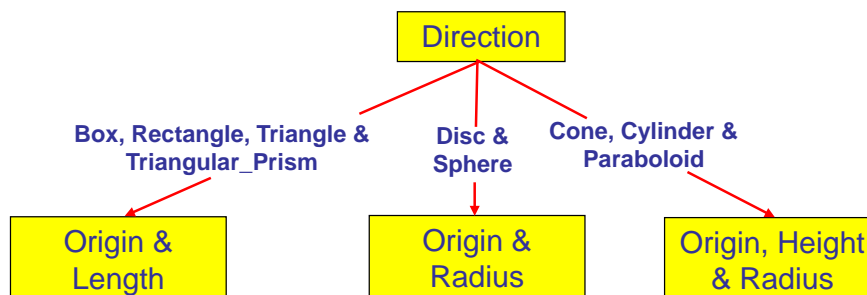 Direction
Box, Rectangle, Triangle &
Triangular_Prism
Disc &
Sphere
Cone, Cylinder &
Paraboloid
Origin &
Length
Origin &
Radius
Origin, Height
& Radius